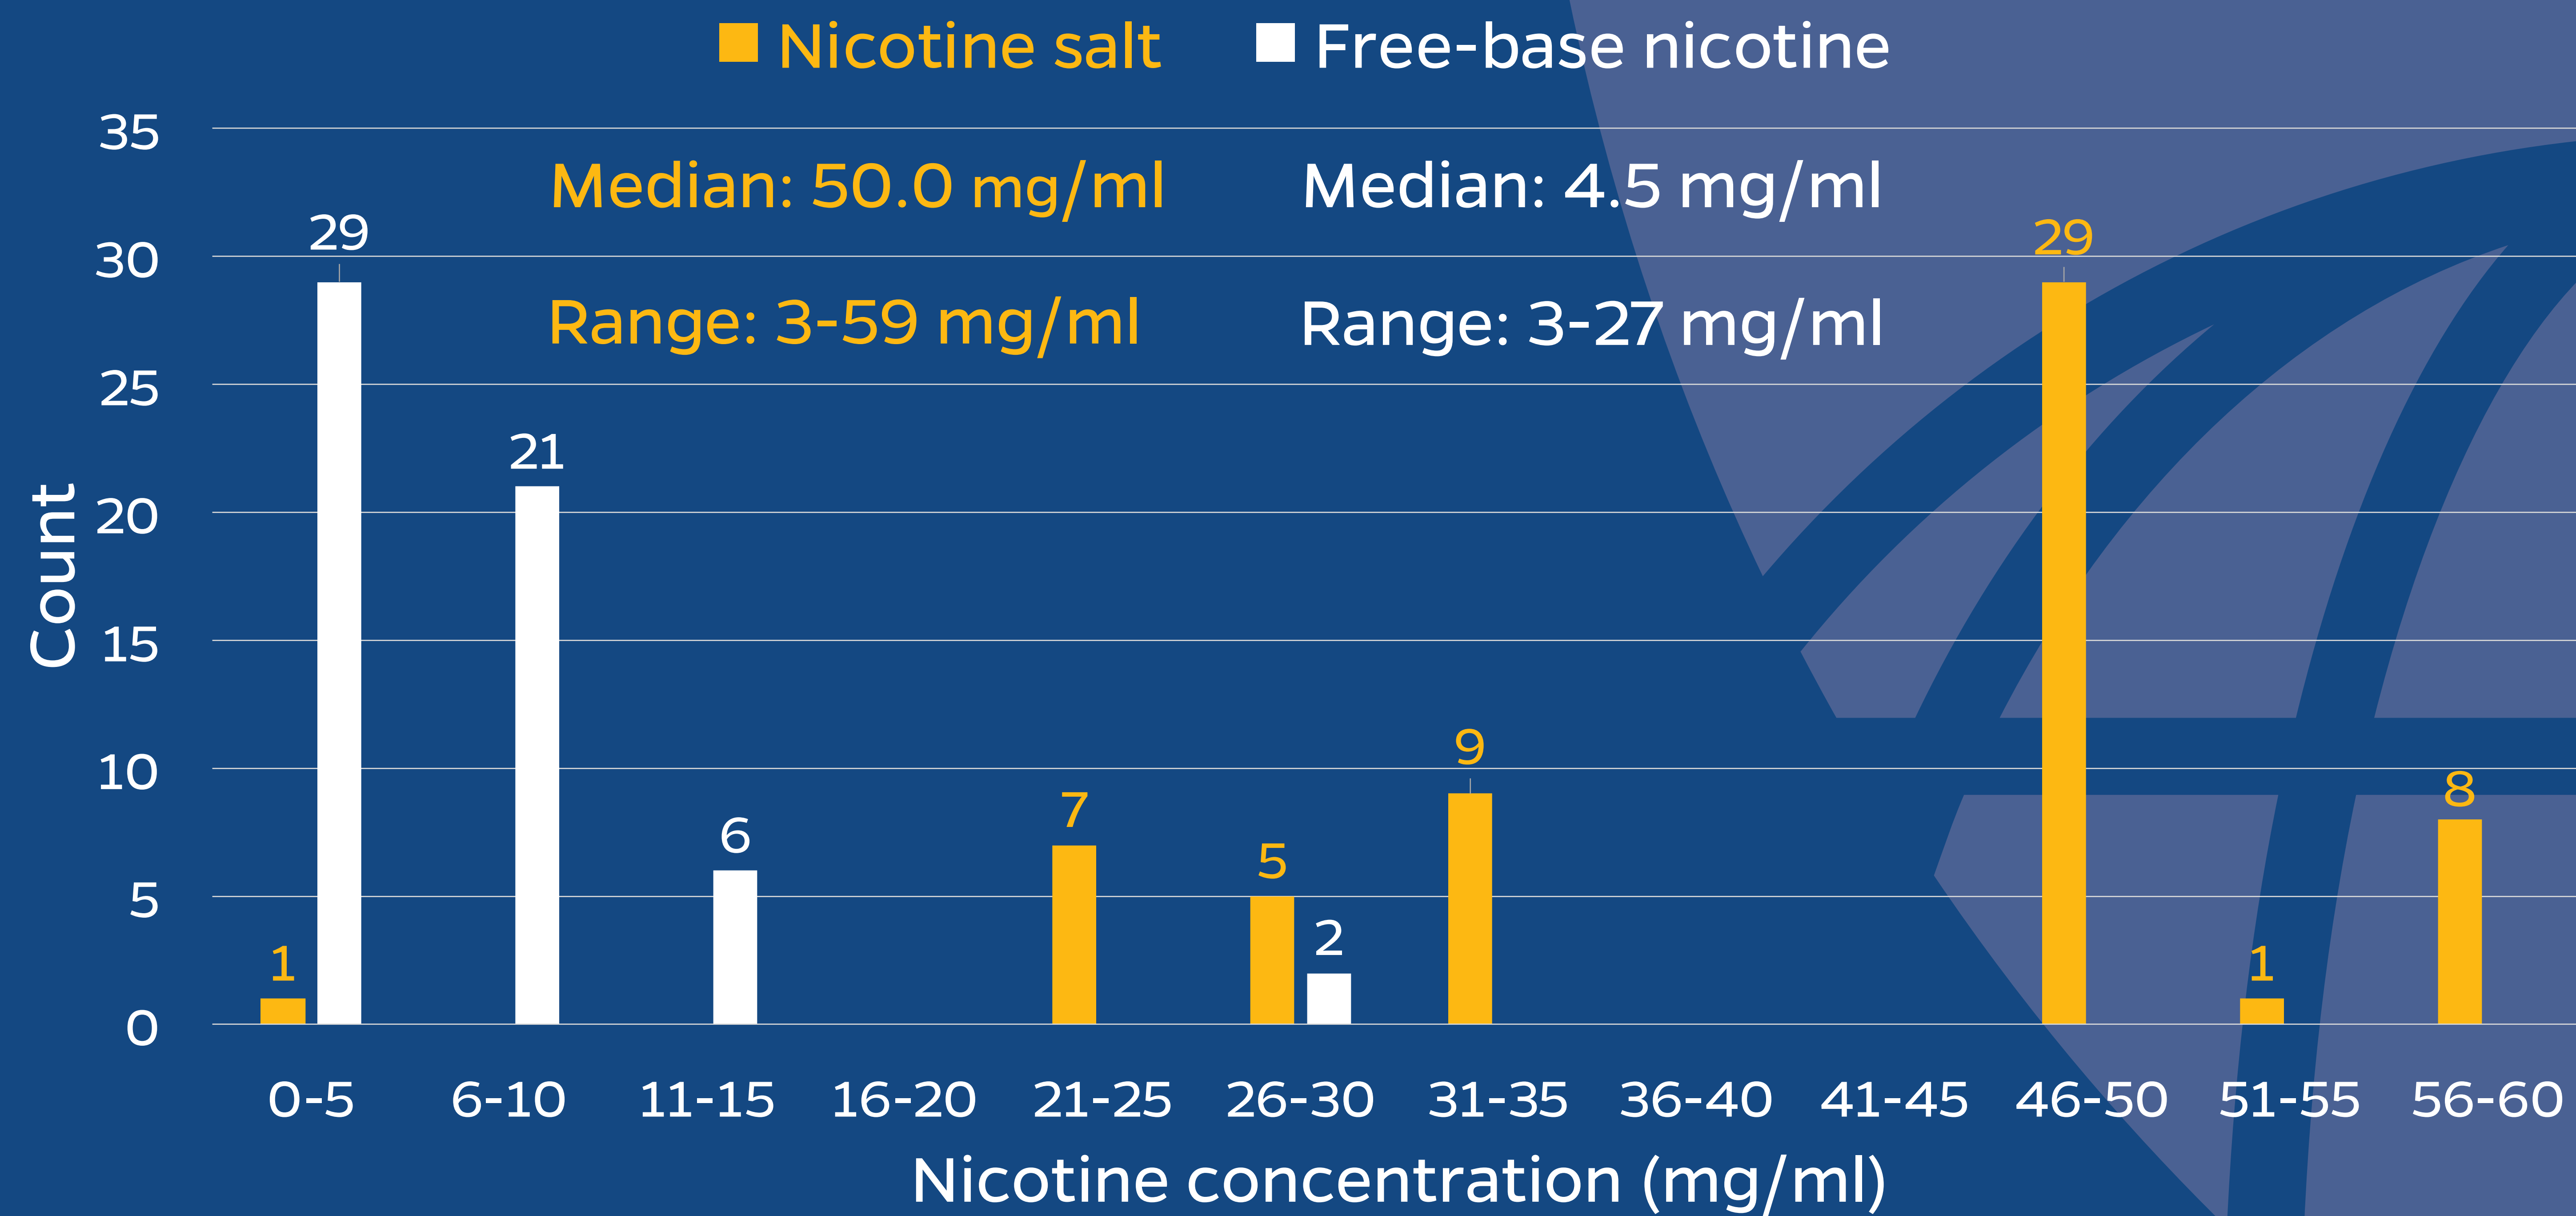 Nicotine salt Free-base nicotine
35
Median: 50.0 mg/ml Median: 4.5 mg/ml
29 29
30
Range: 3-59 mg/ml Range: 3-27 mg/ml
25
21
20
Count
15
9
10
8
7
6
5
5
2
1 1
0
0-5 6-10 11-15 16-20 21-25 26-30 31-35 36-40 41-45 46-50 51-55 56-60
Nicotine concentration (mg/ml)